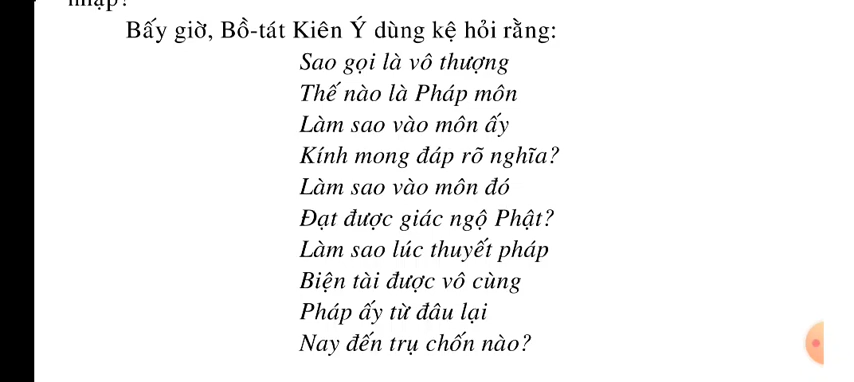 Bấy giờ, Bồ-tát Kiên Ý dùng kệ hỏi rằng:
Sao gọi là vô thượng
Thế nào là Pháp môn
Làm sao vào môn ấy
Kính mong đáp rõ nghĩa?
Làm sao vào môn đó
Đạt được giác ngộ Phật?
Làm sao lúc thuyết pháp
Biện tài được vô cùng
Pháp ấy từ đâu lại
Nay đến trụ chốn nào?